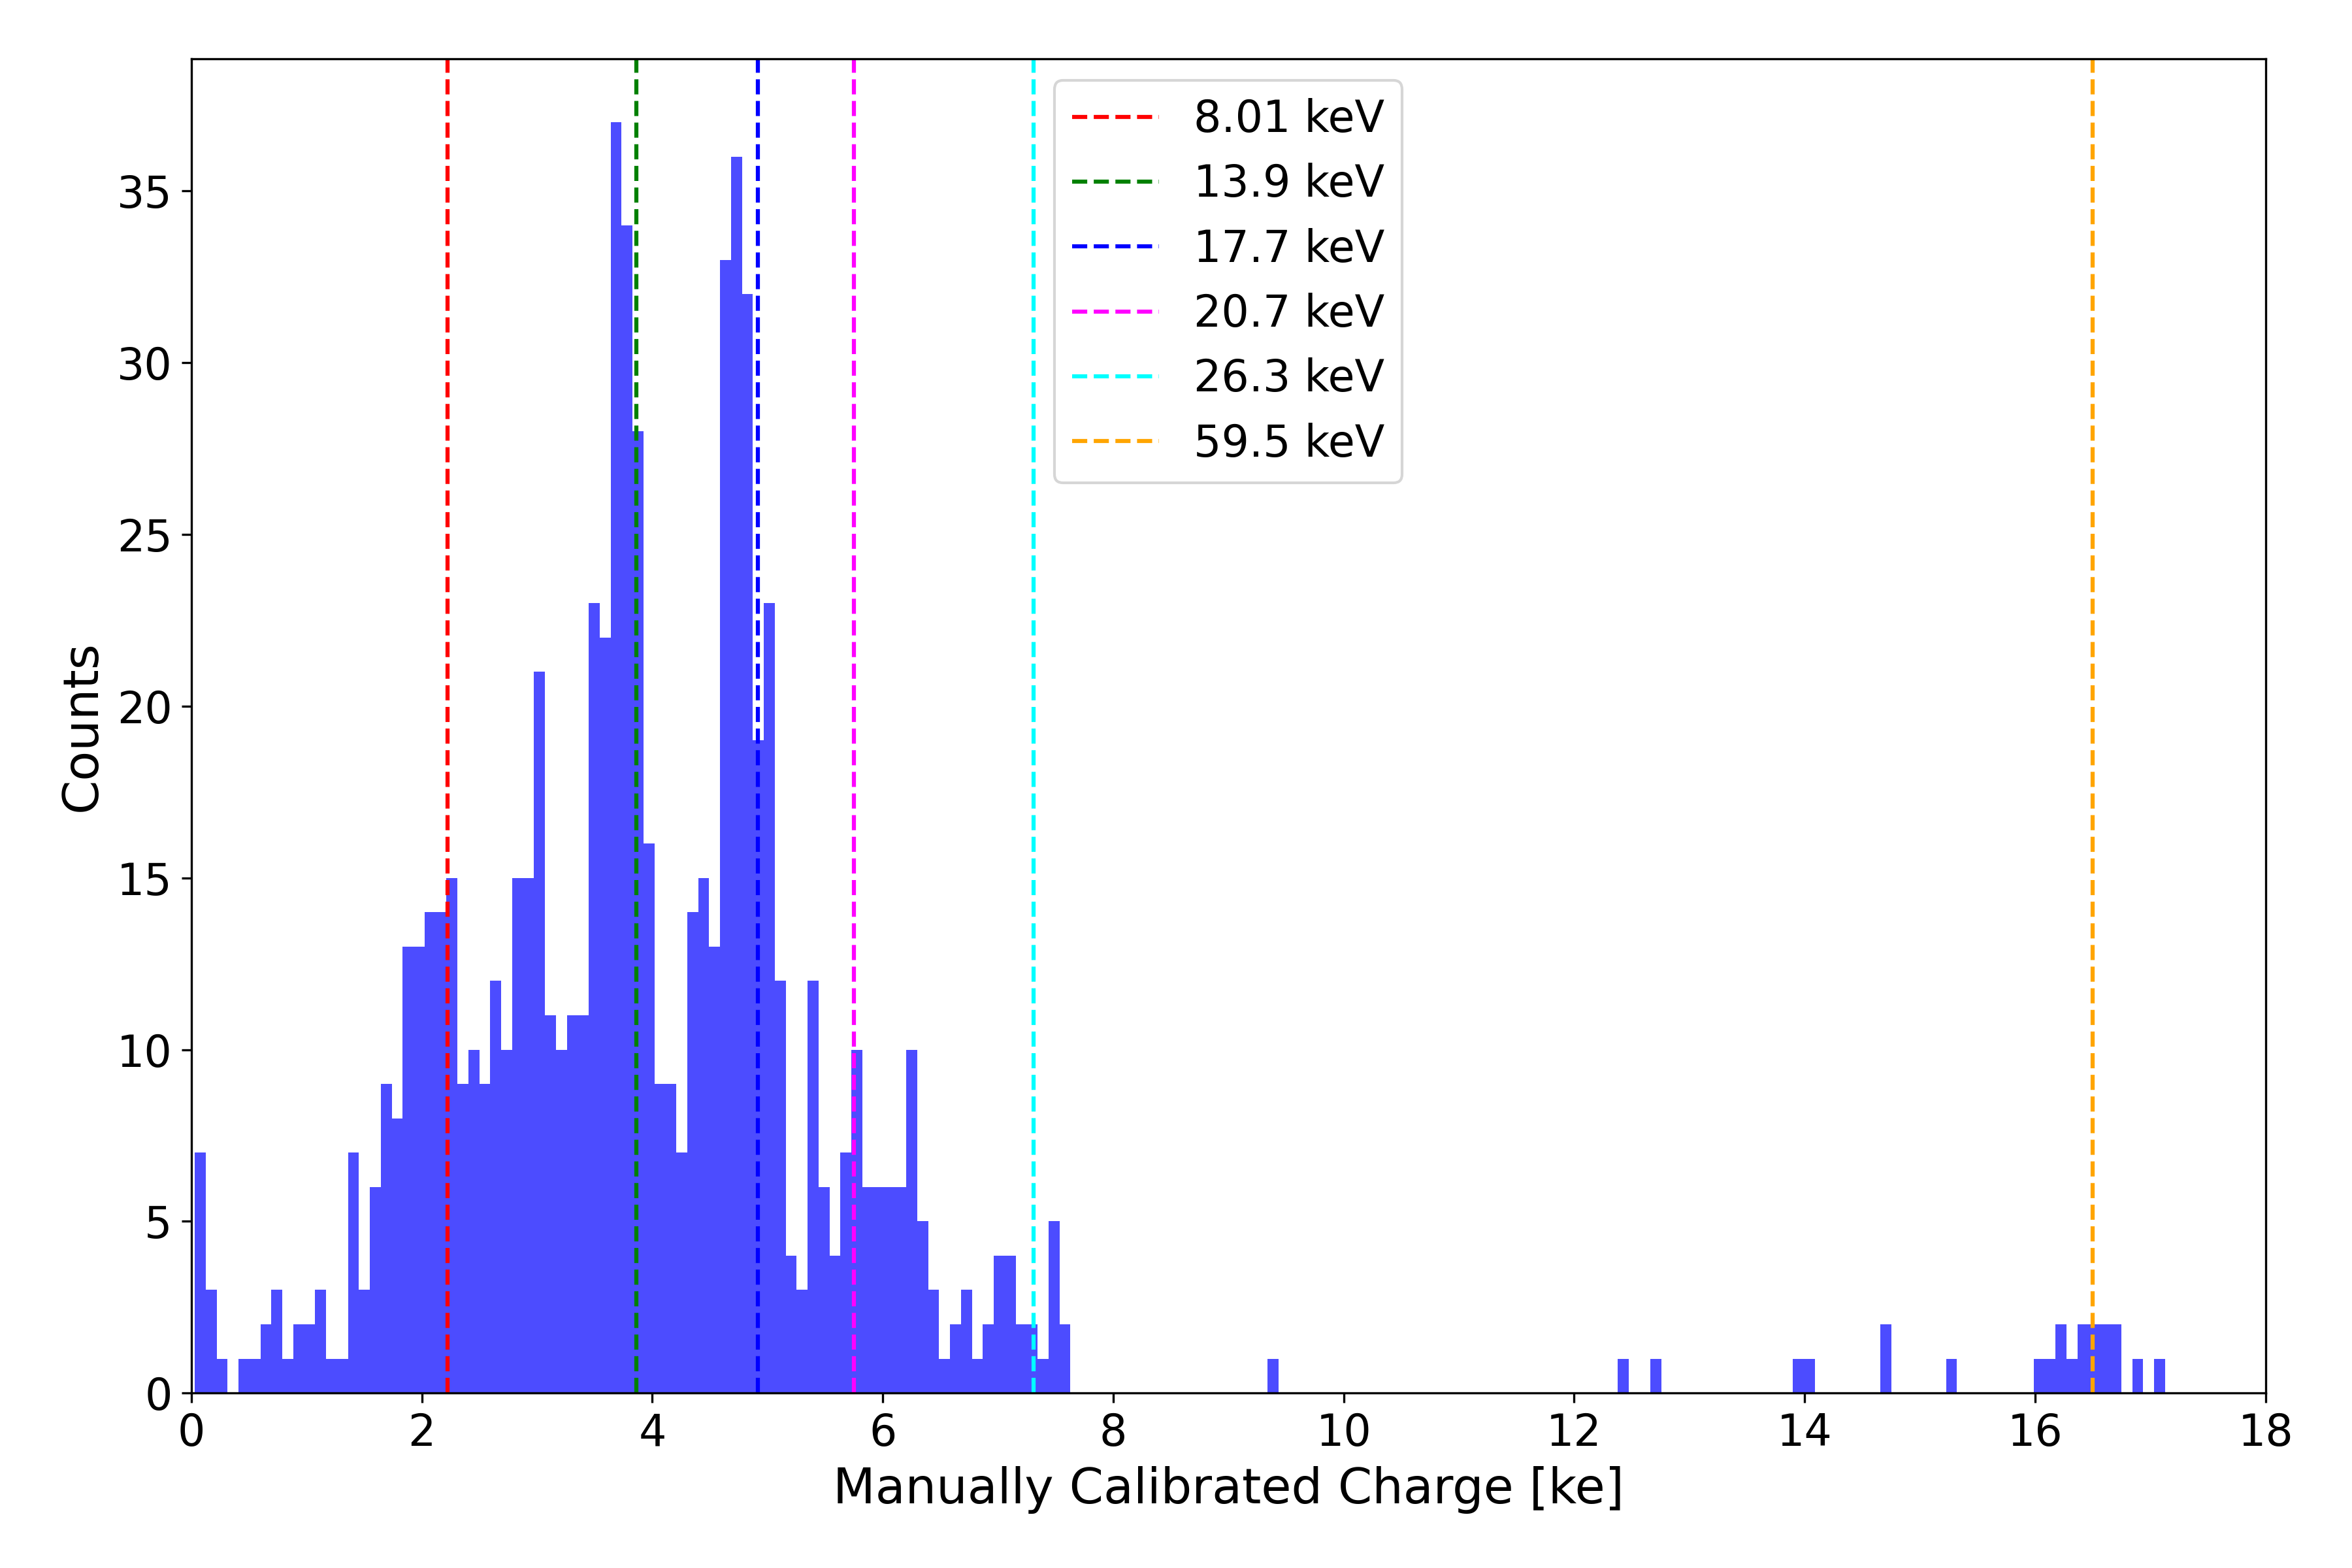 8.01 keV
13.9 keV
17.7 keV
20.7 keV
26.3 keV
59.5 keV
Counts
35
30
25
20
15
10
5
0
0 2 4 6 8 10 12 14 16 18
Manually Calibrated Charge [ke]